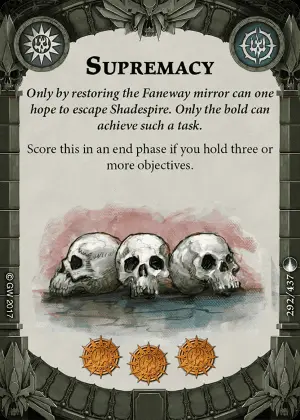 SUPREMACY
Only by restoring the Faneway mirror can one
hope to escape Shadespire. Only the bold can
achieve such a task.
Score this in an end phase if you hold three or
more objectives.
© GW 2017
292/437